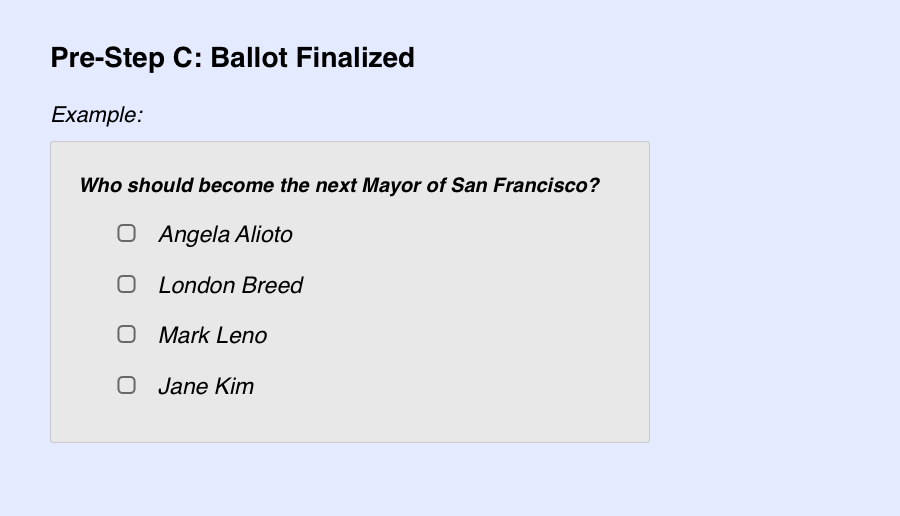 Pre-Step C: Ballot Finalized
Example:
Who should become the next Mayor of San Francisco?
Angela Alioto
London Breed
Mark Leno
Jane Kim